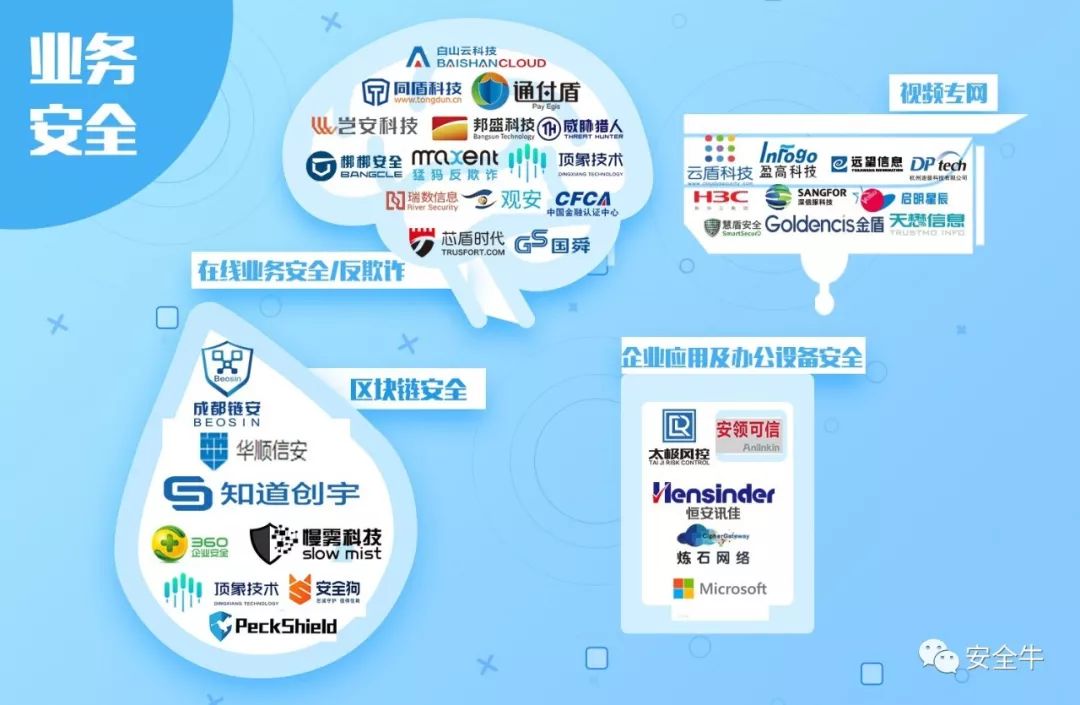 业务
安全
白山云科技
BAISHANCLOUD
同盾科技
www.tongdun.cn
通付盾
Pay Egis
岂安科技
邦盛科技
Bangsun Technology
威胁猎人
THREAT HUNTER
梆梆安全
BANGCLE
maxent
猛犸反欺诈
顶象技术
DINGXIANG TECHNOLOGY
瑞数信息
River Security
观安
CFCA
中国金融认证中心
芯盾时代
TRUSFORT.COM
GS 国舜
在线业务安全/反欺诈
视频专网
云盾科技
Infogo
盈高科技
远望信息
DPtech
杭州迪普科技有限公司
H3C
SANGFOR
深信服科技
启明星辰
慧盾安全
SmartSecuri
Goldencis金盾
天懋信息
TRUSTMO INFO
区块链安全
Beosin
成都链安
BEOSIN
华顺信安
知道创宇
360
企业安全
慢雾科技
slow mist
顶象技术
DINGXIANG TECHNOLOGY
安全狗
PeckShield
企业应用及办公设备安全
太极风控
TAI JI RISK CONTROL
安领可信
Anlinkin
Hensinder
恒安讯佳
CipherGateway
炼石网络
Microsoft
安全牛